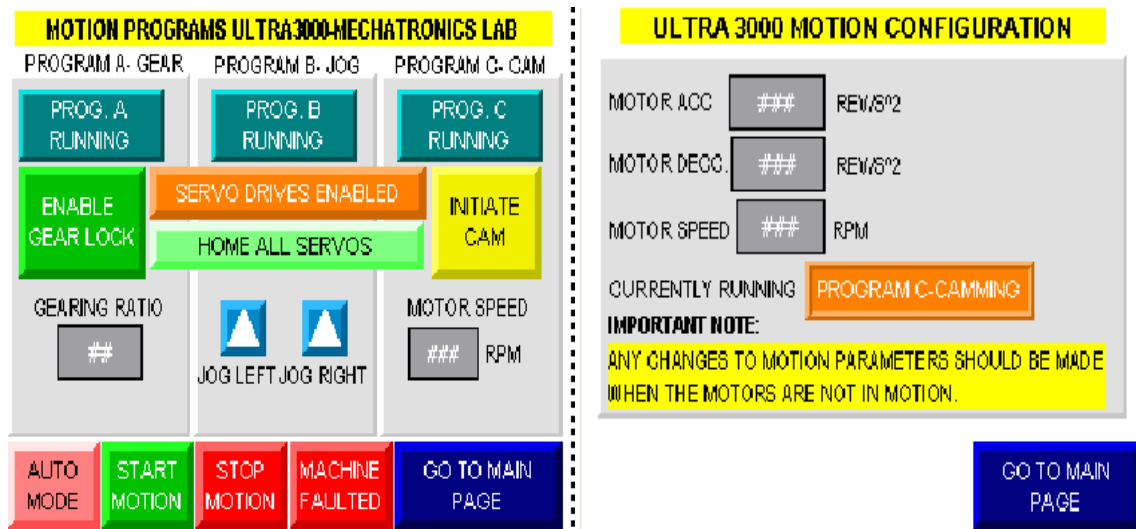 MOTION PROGRAMS ULTRA3000-MECHATRONICS LAB
PROGRAM A- GEAR
PROGRAM B- JOG
PROGRAM C- CAM
PROG. A
RUNNING
PROG. B
RUNNING
PROG. C
RUNNING
ENABLE
GEAR LOCK
SERVO DRIVES ENABLED
HOME ALL SERVOS
INITIATE
CAM
GEARING RATIO
##
JOG LEFT
JOG RIGHT
MOTOR SPEED
### RPM
AUTO
MODE
START
MOTION
STOP
MOTION
MACHINE
FAULTED
GO TO MAIN
PAGE
ULTRA 3000 MOTION CONFIGURATION
MOTOR ACC ### REV/S^2
MOTOR DECC. ### REV/S^2
MOTOR SPEED ### RPM
CURRENTLY RUNNING PROGRAM C-CAMMING
IMPORTANT NOTE:
ANY CHANGES TO MOTION PARAMETERS SHOULD BE MADE
WHEN THE MOTORS ARE NOT IN MOTION.
GO TO MAIN
PAGE